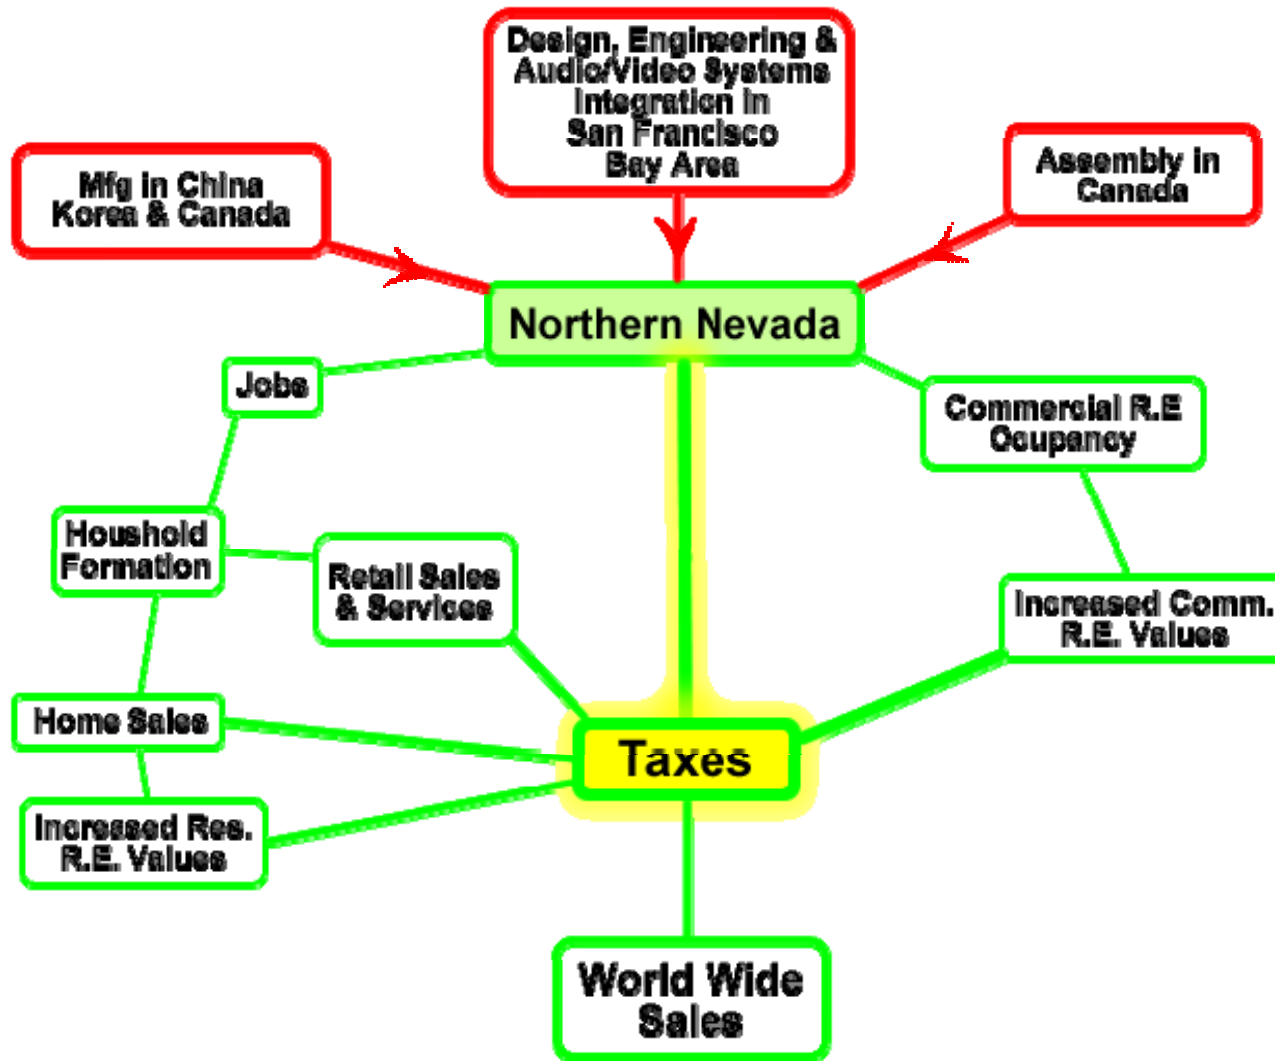 Design, Engineering &
Audio/Video Systems
Integration in
San Francisco
Bay Area
Mfg in China
Korea & Canada
Assembly in
Canada
Northern Nevada
Jobs
Commercial R.E
Ocupancy
Houshold
Formation
Retail Sales
& Services
Increased Comm.
R.E. Values
Home Sales
Taxes
Increased Res.
R.E. Values
World Wide
Sales